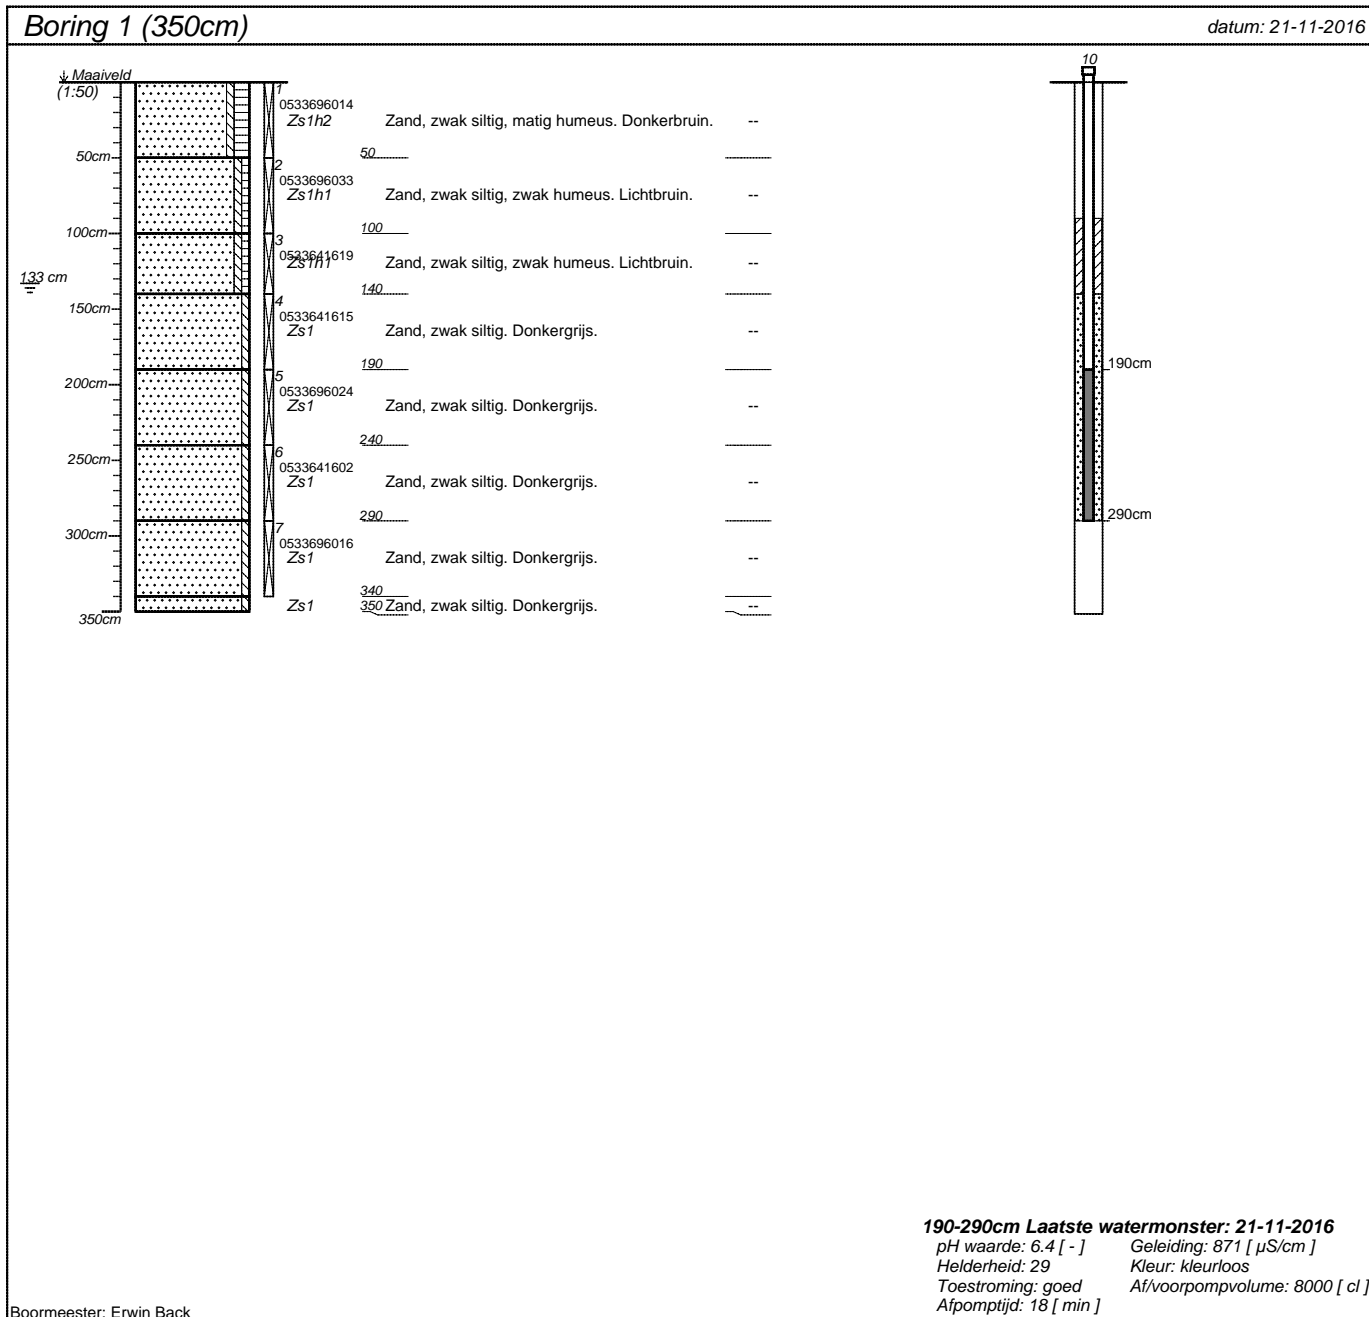 Boring 1 (350cm)
datum: 21-11-2016
Maaiveld
(1:50)
10
1
0533696014
Zs1h2 Zand, zwak siltig, matig humeus. Donkerbruin. --
50cm
50
2
0533696033
Zs1h1 Zand, zwak siltig, zwak humeus. Lichtbruin. --
100cm
100
3
0533641619
Zs1h1 Zand, zwak siltig, zwak humeus. Lichtbruin. --
133 cm
140
4
150cm
0533641615
Zs1 Zand, zwak siltig. Donkergrijs. --
190
190cm
5
200cm
0533696024
Zs1 Zand, zwak siltig. Donkergrijs. --
240
6
250cm
0533641602
Zs1 Zand, zwak siltig. Donkergrijs. --
290
290cm
7
300cm
0533696016
Zs1 Zand, zwak siltig. Donkergrijs. --
340
Zs1 350 Zand, zwak siltig. Donkergrijs. --
350cm
190-290cm Laatste watermonster: 21-11-2016
pH waarde: 6.4 [ - ] Geleiding: 871 [ µS/cm ]
Helderheid: 29 Kleur: kleurloos
Toestroming: goed Af/voorpompvolume: 8000 [ cl ]
Afpomptijd: 18 [ min ]
Boormeester: Erwin Back